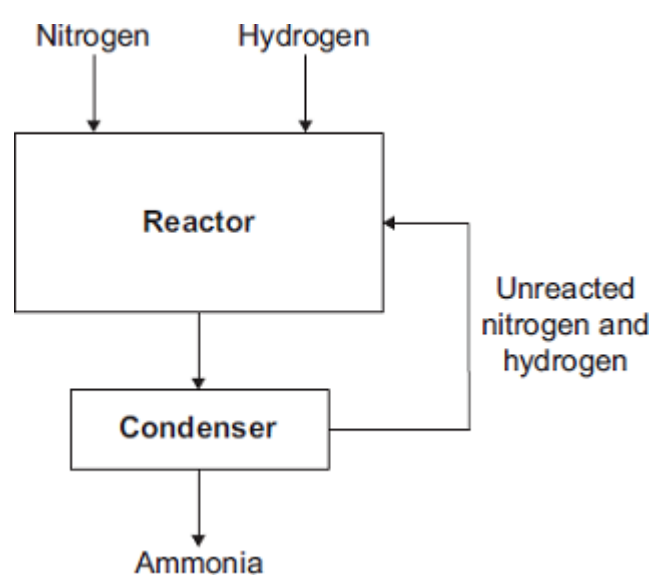 Nitrogen
Hydrogen
Reactor
Unreacted
nitrogen and
hydrogen
Condenser
Ammonia